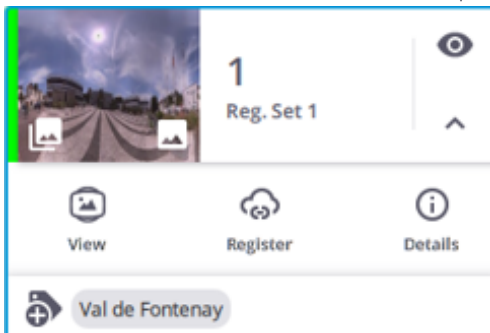 1
Reg. Set 1
View Register Details
Val de Fontenay